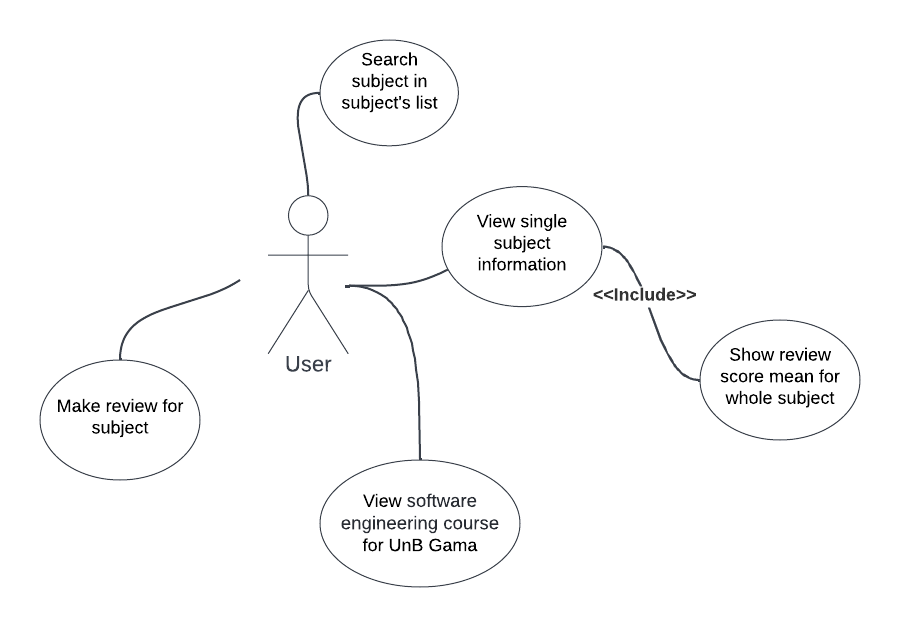 Search
subject in
subject's list
View single
subject
information
<<Include>>
Show review
score mean for
whole subject
User
Make review for
subject
View software
engineering course
for UnB Gama